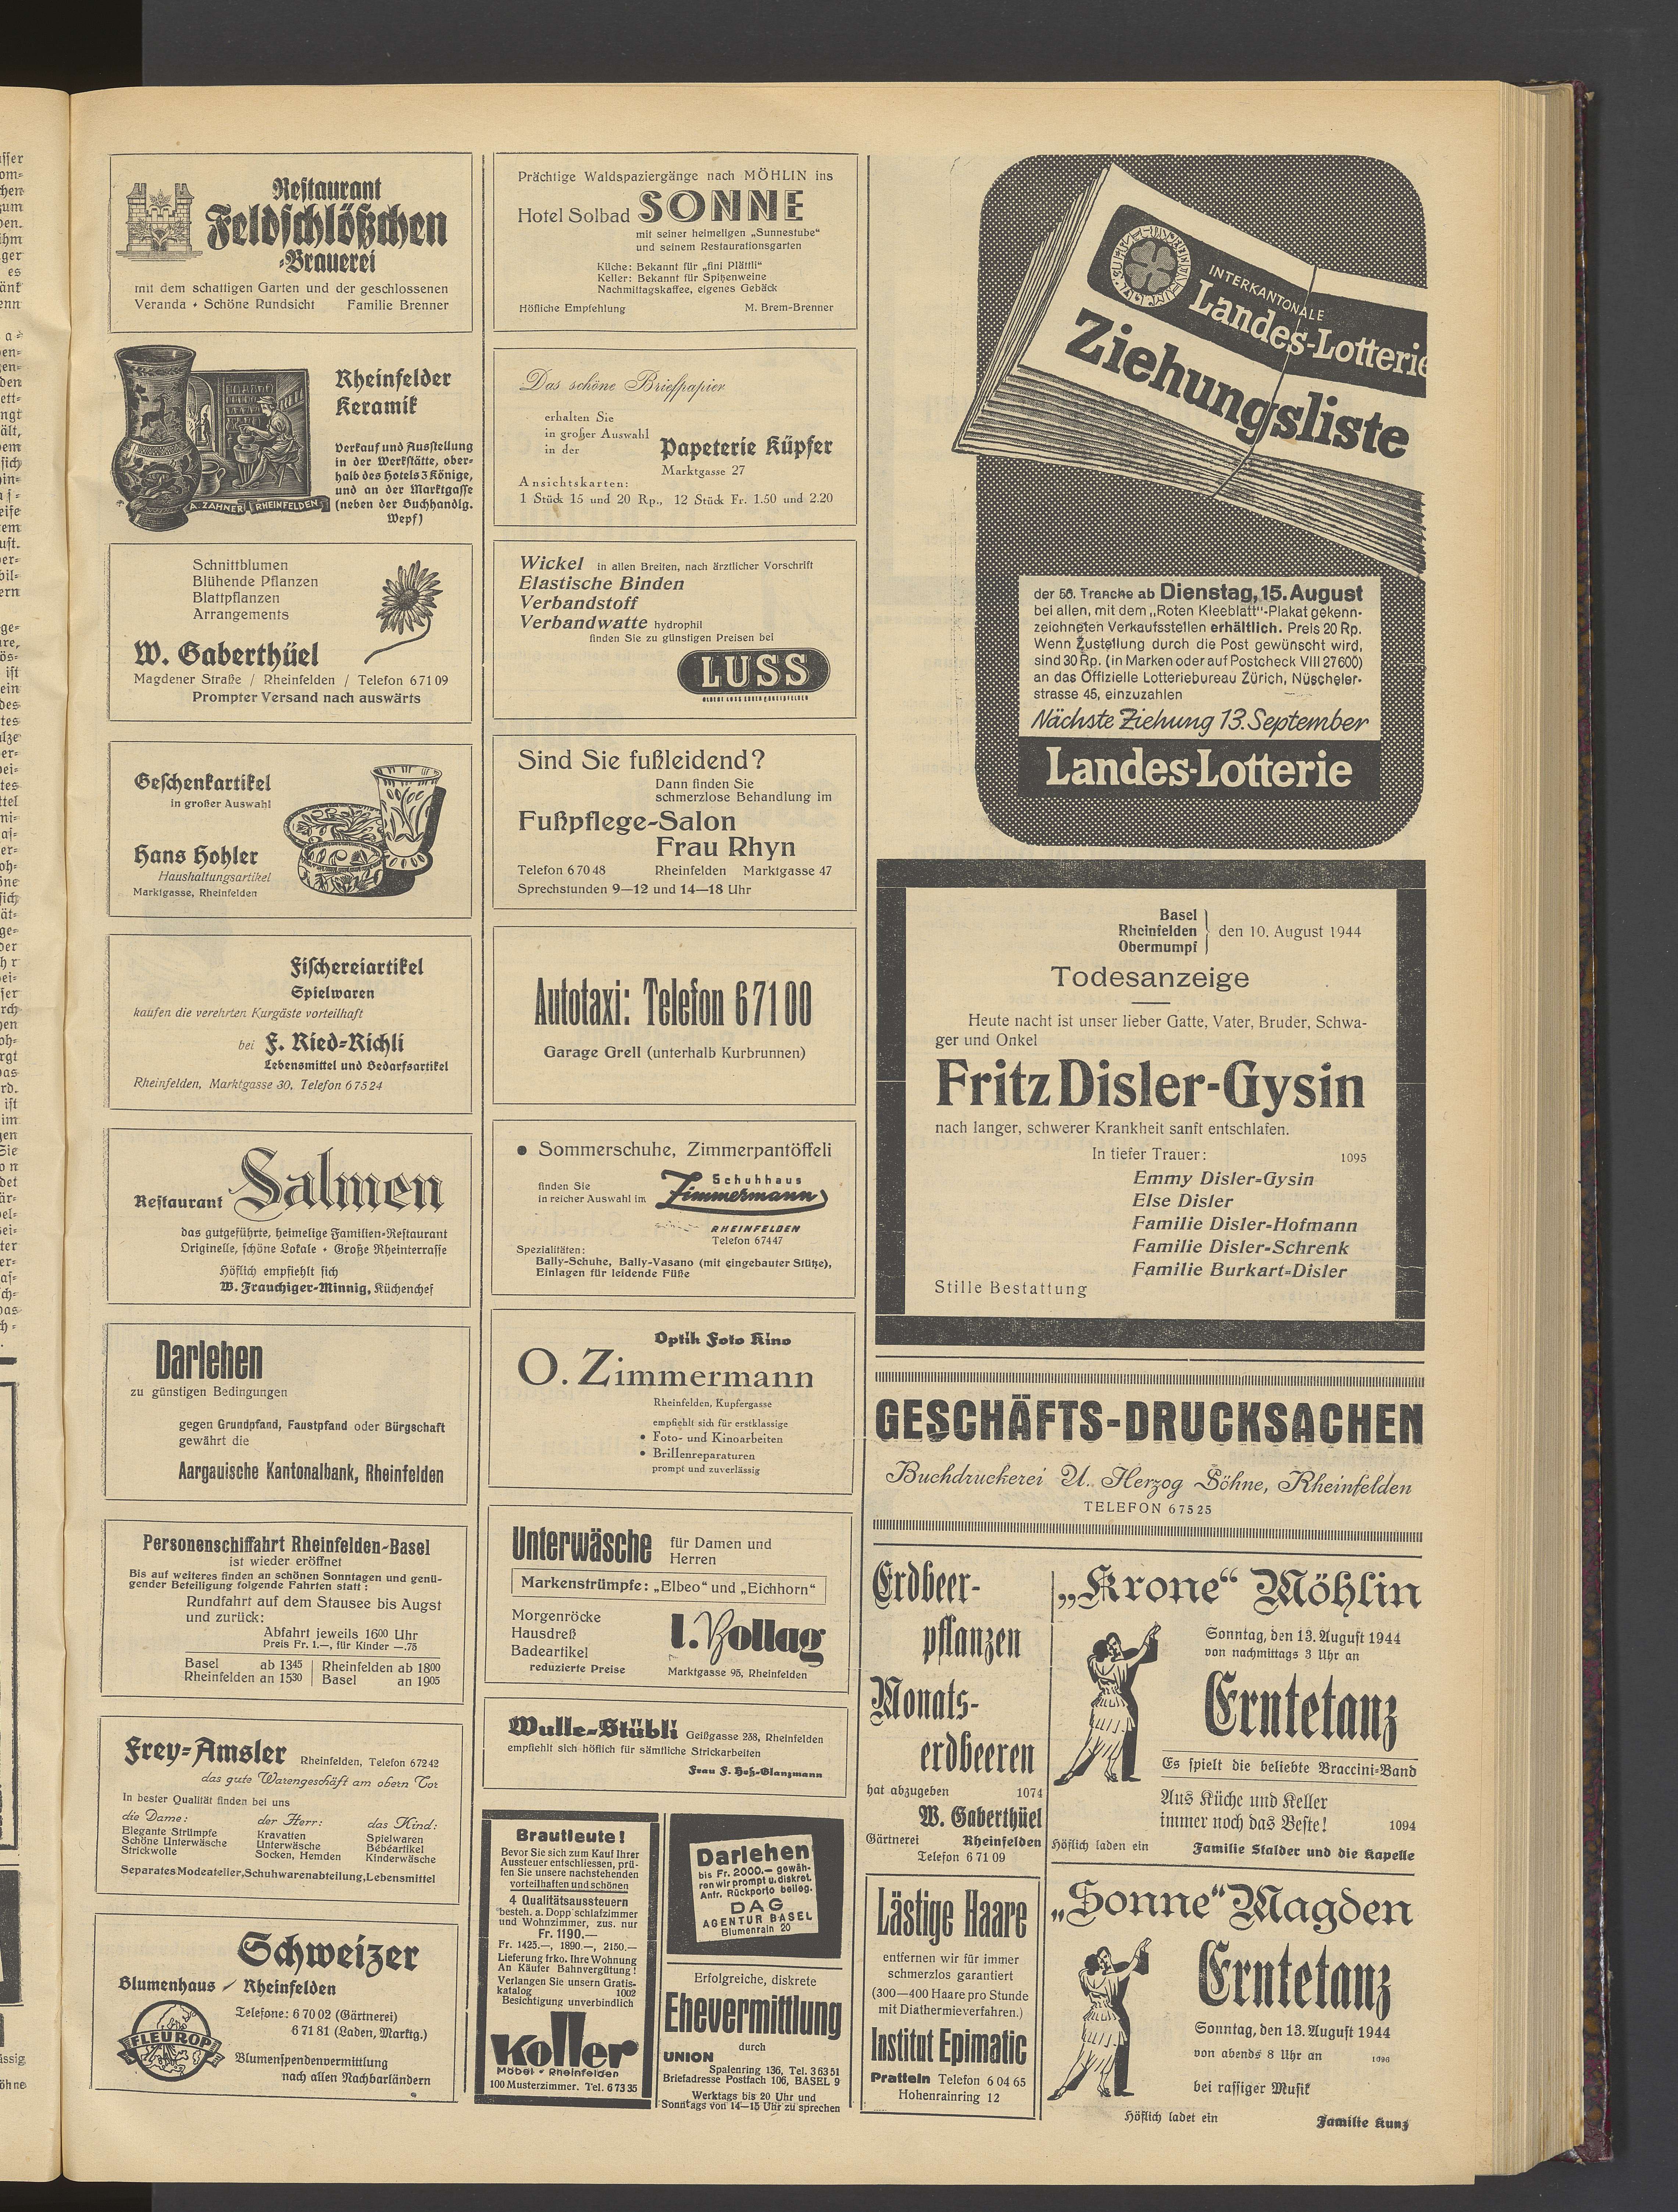 Restaurant
Feldschlößchen
-Brauerei
mit dem schattigen Garten und der geschlossenen
Veranda • Schöne Rundsicht Familie Brenner
Rheinfelder
Keramik
Verkauf und Ausstellung
in der Werkstätte, ober-
halb des Hotels 3 Könige,
und an der Marktgasse
(neben der Buchhandlg.
Wepf)
A. ZAHNER RHEINFELDEN
Schnittblumen
Blühende Pflanzen
Blattpflanzen
Arrangements
W. Gaberthüel
Magdener Straße / Rheinfelden / Telefon 6 71 09
Prompter Versand nach auswärts
Geschenkartikel
in großer Auswahl
Hans Hohler
Haushaltungsartikel
Marktgasse, Rheinfelden
Fischereiartikel
Spielwaren
kaufen die verehrten Kurgäste vorteilhaft
bei F. Ried-Richli
Lebensmittel und Bedarfsartikel
Rheinfelden, Marktgasse 30, Telefon 6 75 24
Restaurant Salmen
das gutgeführte, heimelige Familien-Restaurant
Originelle, schöne Lokale • Große Rheinterrasse
Höflich empfiehlt sich
W. Frauchiger-Minnig, Küchenchef
Darlehen
zu günstigen Bedingungen
gegen Grundpfand, Faustpfand oder Bürgschaft
gewährt die
Aargauische Kantonalbank, Rheinfelden
Personenschiffahrt Rheinfelden-Basel
ist wieder eröffnet
Bis auf weiteres finden an schönen Sonntagen und genü-
gender Beteiligung folgende Fahrten statt:
Rundfahrt auf dem Stausee bis Augst
und zurück:
Abfahrt jeweils 1600 Uhr
Preis Fr. 1.—, für Kinder —.75
Basel ab 1345 | Rheinfelden ab 1800
Rheinfelden an 1530 | Basel an 1905
Frey-Amsler Rheinfelden, Telefon 6 72 42
das gute Warengeschäft am obern Tor
In bester Qualität finden bei uns
die Dame: der Herr: das Kind:
Elegante Strümpfe Kravatten Spielwaren
Schöne Unterwäsche Unterwäsche Bébéartikel
Strickwolle Socken, Hemden Kinderwäsche
Separates Modeatelier, Schuhwarenabteilung, Lebensmittel
Schweizer
Blumenhaus / Rheinfelden
Telefone: 6 70 02 (Gärtnerei)
6 71 81 (Laden, Marktg.)
FLEUROP
Blumenspendenvermittlung
nach allen Nachbarländern
Prächtige Waldspaziergänge nach MÖHLIN ins
Hotel Solbad SONNE
mit seiner heimeligen „Sunnestube“
und seinem Restaurationsgarten
Küche: Bekannt für „fini Plättli“
Keller: Bekannt für Spitzenweine
Nachmittagskaffee, eigenes Gebäck
Höfliche Empfehlung M. Brem-Brenner
Das schöne Briefpapier
erhalten Sie
in großer Auswahl
in der Papeterie Küpfer
Marktgasse 27
Ansichtskarten:
1 Stück 15 und 20 Rp., 12 Stück Fr. 1.50 und 2.20
Wickel in allen Breiten, nach ärztlicher Vorschrift
Elastische Binden
Verbandstoff
Verbandwatte hydrophil
finden Sie zu günstigen Preisen bei
LUSS
Sind Sie fußleidend?
Dann finden Sie
schmerzlose Behandlung im
Fußpflege-Salon
Frau Rhyn
Telefon 6 70 48 Rheinfelden Marktgasse 47
Sprechstunden 9—12 und 14—18 Uhr
Autotaxi: Telefon 6 71 00
Garage Grell (unterhalb Kurbrunnen)
• Sommerschuhe, Zimmerpantöffeli
finden Sie
in reicher Auswahl im
Schuhhaus
Zimmermann
RHEINFELDEN
Telefon 67447
Spezialitäten:
Bally-Schuhe, Bally-Vasano (mit eingebauter Stütze),
Einlagen für leidende Füße
Optik Foto Kino
O. Zimmermann
Rheinfelden, Kupfergasse
empfiehlt sich für erstklassige
• Foto- und Kinoarbeiten
• Brillenreparaturen
prompt und zuverlässig
Unterwäsche für Damen und
Herren
Markenstrümpfe: „Elbeo“ und „Eichhorn“
Morgenröcke
Hausdreß
Badeartikel
reduzierte Preise
I. Bollag
Marktgasse 95, Rheinfelden
Wulle-Stübli Geißgasse 238, Rheinfelden
empfiehlt sich höflich für sämtliche Strickarbeiten
Frau F. Hoß-Glanzmann
Brautleute!
Bevor Sie sich zum Kauf Ihrer
Aussteuer entschliessen, prü-
fen Sie unsere nachstehenden
vorteilhaften und schönen
4 Qualitätsaussteuern
besteh. a. Dopp'schlafzimmer
und Wohnzimmer, zus. nur
Fr. 1190.—
Fr. 1425.—, 1890.—, 2150.—
Lieferung frko. Ihre Wohnung
An Käufer Bahnvergütung!
Verlangen Sie unsern Gratis-
katalog 1002
Besichtigung unverbindlich
Koller
Möbel • Rheinfelden
100 Musterzimmer. Tel. 6 73 35
Darlehen
bis Fr. 2000.— gewäh-
ren wir prompt u. diskret.
Anfr. Rückporto beileg.
DAG
AGENTUR BASEL
Blumenrain 20
Erfolgreiche, diskrete
Ehevermittlung
durch
UNION
Spalenring 136, Tel. 3 63 51
Briefadresse Postfach 106, BASEL 9
Werktags bis 20 Uhr und
Sonntags von 14—15 Uhr zu sprechen
INTERKANTONALE
Landes-Lotterie
Ziehungsliste
der 56. Tranche ab Dienstag, 15. August
bei allen, mit dem „Roten Kleeblatt“-Plakat gekenn-
zeichneten Verkaufsstellen erhältlich. Preis 20 Rp.
Wenn Zustellung durch die Post gewünscht wird,
sind 30 Rp. (in Marken oder auf Postcheck VIII 27600)
an das Offizielle Lotteriebureau Zürich, Nüscheler-
strasse 45, einzuzahlen
Nächste Ziehung 13. September
Landes-Lotterie
Basel
Rheinfelden den 10. August 1944
Obermumpf
Todesanzeige
Heute nacht ist unser lieber Gatte, Vater, Bruder, Schwa-
ger und Onkel
Fritz Disler-Gysin
nach langer, schwerer Krankheit sanft entschlafen.
In tiefer Trauer: 1095
Emmy Disler-Gysin
Else Disler
Familie Disler-Hofmann
Familie Disler-Schrenk
Familie Burkart-Disler
Stille Bestattung
GESCHÄFTS-DRUCKSACHEN
Buchdruckerei U. Herzog Söhne, Rheinfelden
TELEFON 6 75 25
Erdbeer-
pflanzen
Monats-
erdbeeren
hat abzugeben 1074
W. Gaberthüel
Gärtnerei Rheinfelden
Telefon 6 71 09
Lästige Haare
entfernen wir für immer
schmerzlos garantiert
(300—400 Haare pro Stunde
mit Diathermieverfahren.)
Institut Epimatic
Pratteln Telefon 6 04 65
Hohenrainring 12
„Krone“ Möhlin
Sonntag, den 13. August 1944
von nachmittags 3 Uhr an
Erntetanz
Es spielt die beliebte Braccini-Band
Aus Küche und Keller
immer noch das Beste! 1094
Höflich laden ein Familie Stalder und die Kapelle
„Sonne“ Magden
Erntetanz
Sonntag, den 13. August 1944
von abends 8 Uhr an 1096
bei rassiger Musik
Höflich ladet ein Familie Kunz